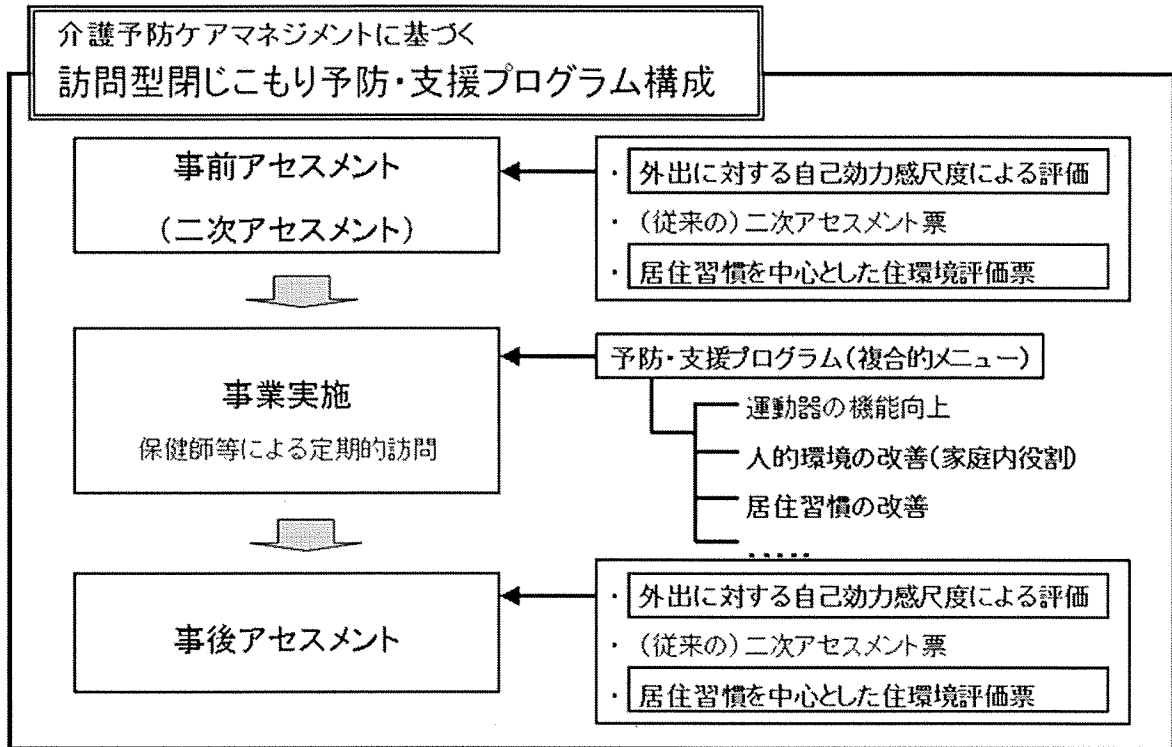 介護予防ケアマネジメントに基づく
訪問型閉じこもり予防・支援プログラム構成
事前アセスメント
(二次アセスメント)
・ 外出に対する自己効力感尺度による評価
・ (従来の)二次アセスメント票
・ 居住習慣を中心とした住環境評価票
事業実施
保健師等による定期的訪問
予防・支援プログラム(複合的メニュー)
運動器の機能向上
人的環境の改善(家庭内役割)
居住習慣の改善
・・・・・
事後アセスメント
・ 外出に対する自己効力感尺度による評価
・ (従来の)二次アセスメント票
・ 居住習慣を中心とした住環境評価票